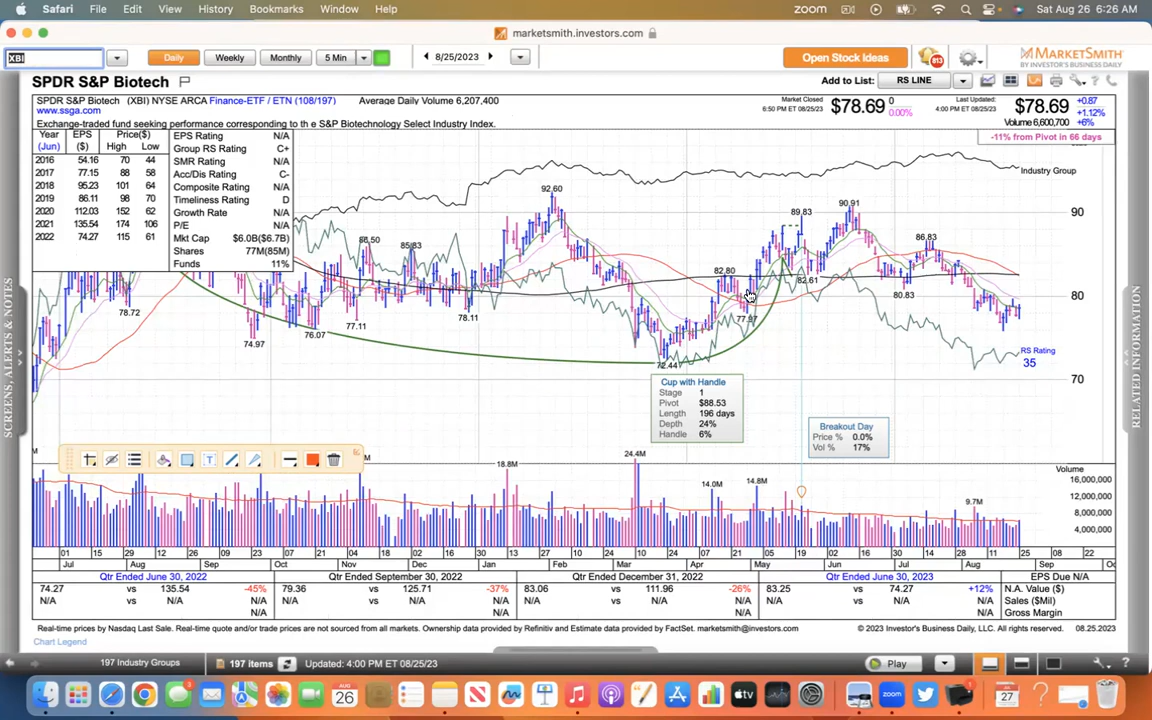 Safari File Edit View History Bookmarks Window Help zoom Sat Aug 26 6:26 AM
marketsmith.investors.com
XBI Daily Weekly Monthly 5 Min 8/25/2023 Open Stock Ideas 813 MARKETSMITH
BY INVESTOR'S BUSINESS DAILY
SPDR S&P Biotech Add to List: RS LINE
SPDR S&P Biotech (XBI) NYSE ARCA Finance-ETF / ETN (108/197) Average Daily Volume 6,207,400
www.ssga.com
Market Closed
6:50 PM ET 08/25/23
$78.69 0
0.00%
Last Updated:
4:00 PM ET 08/25/23
$78.69 +0.87
+1.12%
Volume 6,600,700 +6%
Exchange-traded fund seeking performance corresponding to th e S&P Biotechnology Select Industry Index.
-11% from Pivot in 66 days
Year EPS Price($)
(Jun) ($) High Low
2016 54.16 70 44
2017 77.15 88 58
2018 95.23 101 64
2019 86.11 98 70
2020 112.03 152 62
2021 135.54 174 106
2022 74.27 115 61
EPS Rating N/A
Group RS Rating C+
SMR Rating N/A
Acc/Dis Rating C-
Composite Rating N/A
Timeliness Rating D
Growth Rate N/A
P/E N/A
Mkt Cap $6.0B($6.7B)
Shares 77M(85M)
Funds 11%
Industry Group
92.60
90.91
89.83
90
86.83
86.50
85.83
82.80
82.61
80.83
80
78.72
78.11
77.97
77.11
76.07
74.97
72.44
RS Rating
35
70
Cup with Handle
Stage 1
Pivot $88.53
Length 196 days
Depth 24%
Handle 6%
Breakout Day
Price % 0.0%
Vol % 17%
T
18.8M
24.4M
14.0M
14.8M
9.7M
Volume
16,000,000
12,000,000
8,000,000
4,000,000
01 15 29 12 26 09 23 07 21 04 18 02 16 30 13 27 10 24 10 24 07 21 05 19 02 16 30 14 28 11 25 08 22
Jul Aug Sep Oct Nov Dec Jan Feb Mar Apr May Jun Jul Aug Sep
Qtr Ended June 30, 2022 Qtr Ended September 30, 2022 Qtr Ended December 31, 2022 Qtr Ended June 30, 2023 EPS Due N/A
74.27 vs 135.54 -45% 79.36 vs 125.71 -37% 83.06 vs 111.96 -26% 83.25 vs 74.27 +12% N.A. Value ($)
N/A vs N/A N/A N/A vs N/A N/A N/A vs N/A N/A N/A vs N/A N/A Sales ($Mil)
N/A N/A N/A N/A Gross Margin
Real-time prices by Nasdaq Last Sale. Real-time quote and/or trade prices are not sourced from all markets. Ownership data provided by Refinitiv and Estimate data provided by FactSet. marketsmith@investors.com © 2023 Investor's Business Daily, LLC. All rights reserved. 08.25.2023
Chart Legend
SCREENS, ALERTS & NOTES
RELATED INFORMATION
197 Industry Groups 197 items Updated: 4:00 PM ET 08/25/23 Play ?
AUG
26
tv
zoom
27